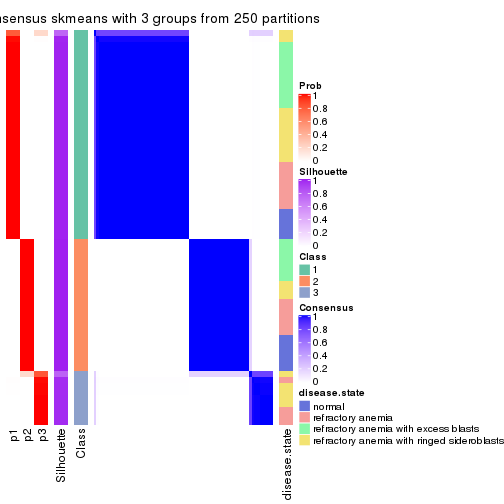 nsensus skmeans with 3 groups from 250 partitions
Prob
1
0.8
0.6
0.4
0.2
0
Silhouette
1
0.8
0.6
0.4
0.2
0
Class
1
2
3
Consensus
1
0.8
0.6
0.4
0.2
0
disease.state
normal
refractory anemia
refractory anemia with excess blasts
refractory anemia with ringed sideroblasts
p1
p2
p3
Silhouette
Class
disease.state